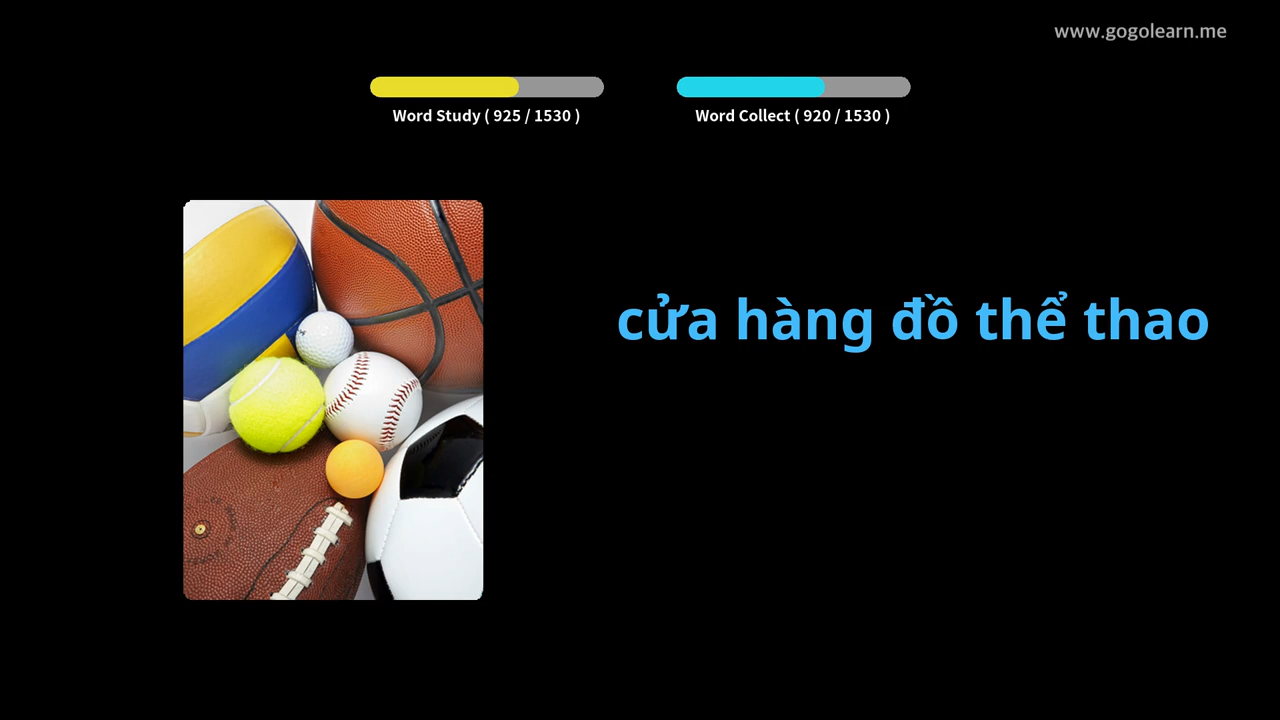 www.gogolearn.me
Word Study ( 925 / 1530 )
Word Collect ( 920 / 1530 )
cửa hàng đồ thể thao